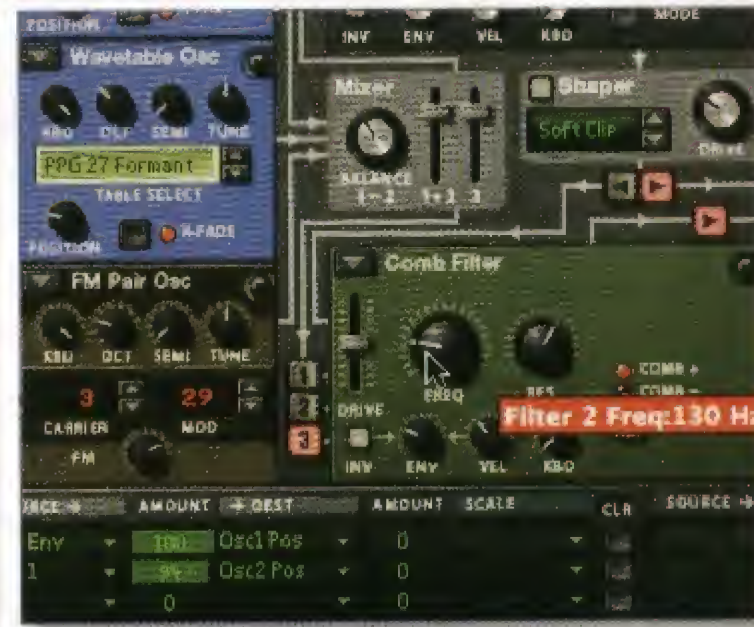 POSITION
INV ENV VEL KBD
MODE
Wavetable Osc
KBD OCT SEMI TUNE
PPG 27 Formant
TABLE SELECT
POSITION
X-FADE
Mixer
BALANCE
1-2 1+2 3
Shaper
Soft Clip
DRIVE
FM Pair Osc
KBD OCT SEMI TUNE
3 29
CARRIER MOD
FM
1
2
3
Comb Filter
DRIVE
FREQ
RES
COMB +
COMB -
Filter 2 Freq:130 Hz
INV ENV VEL KBD
AMOUNT DEST AMOUNT SCALE CLR SOURCE
Env 100 Osc1 Pos 0
1 Osc2 Pos 0
0 0